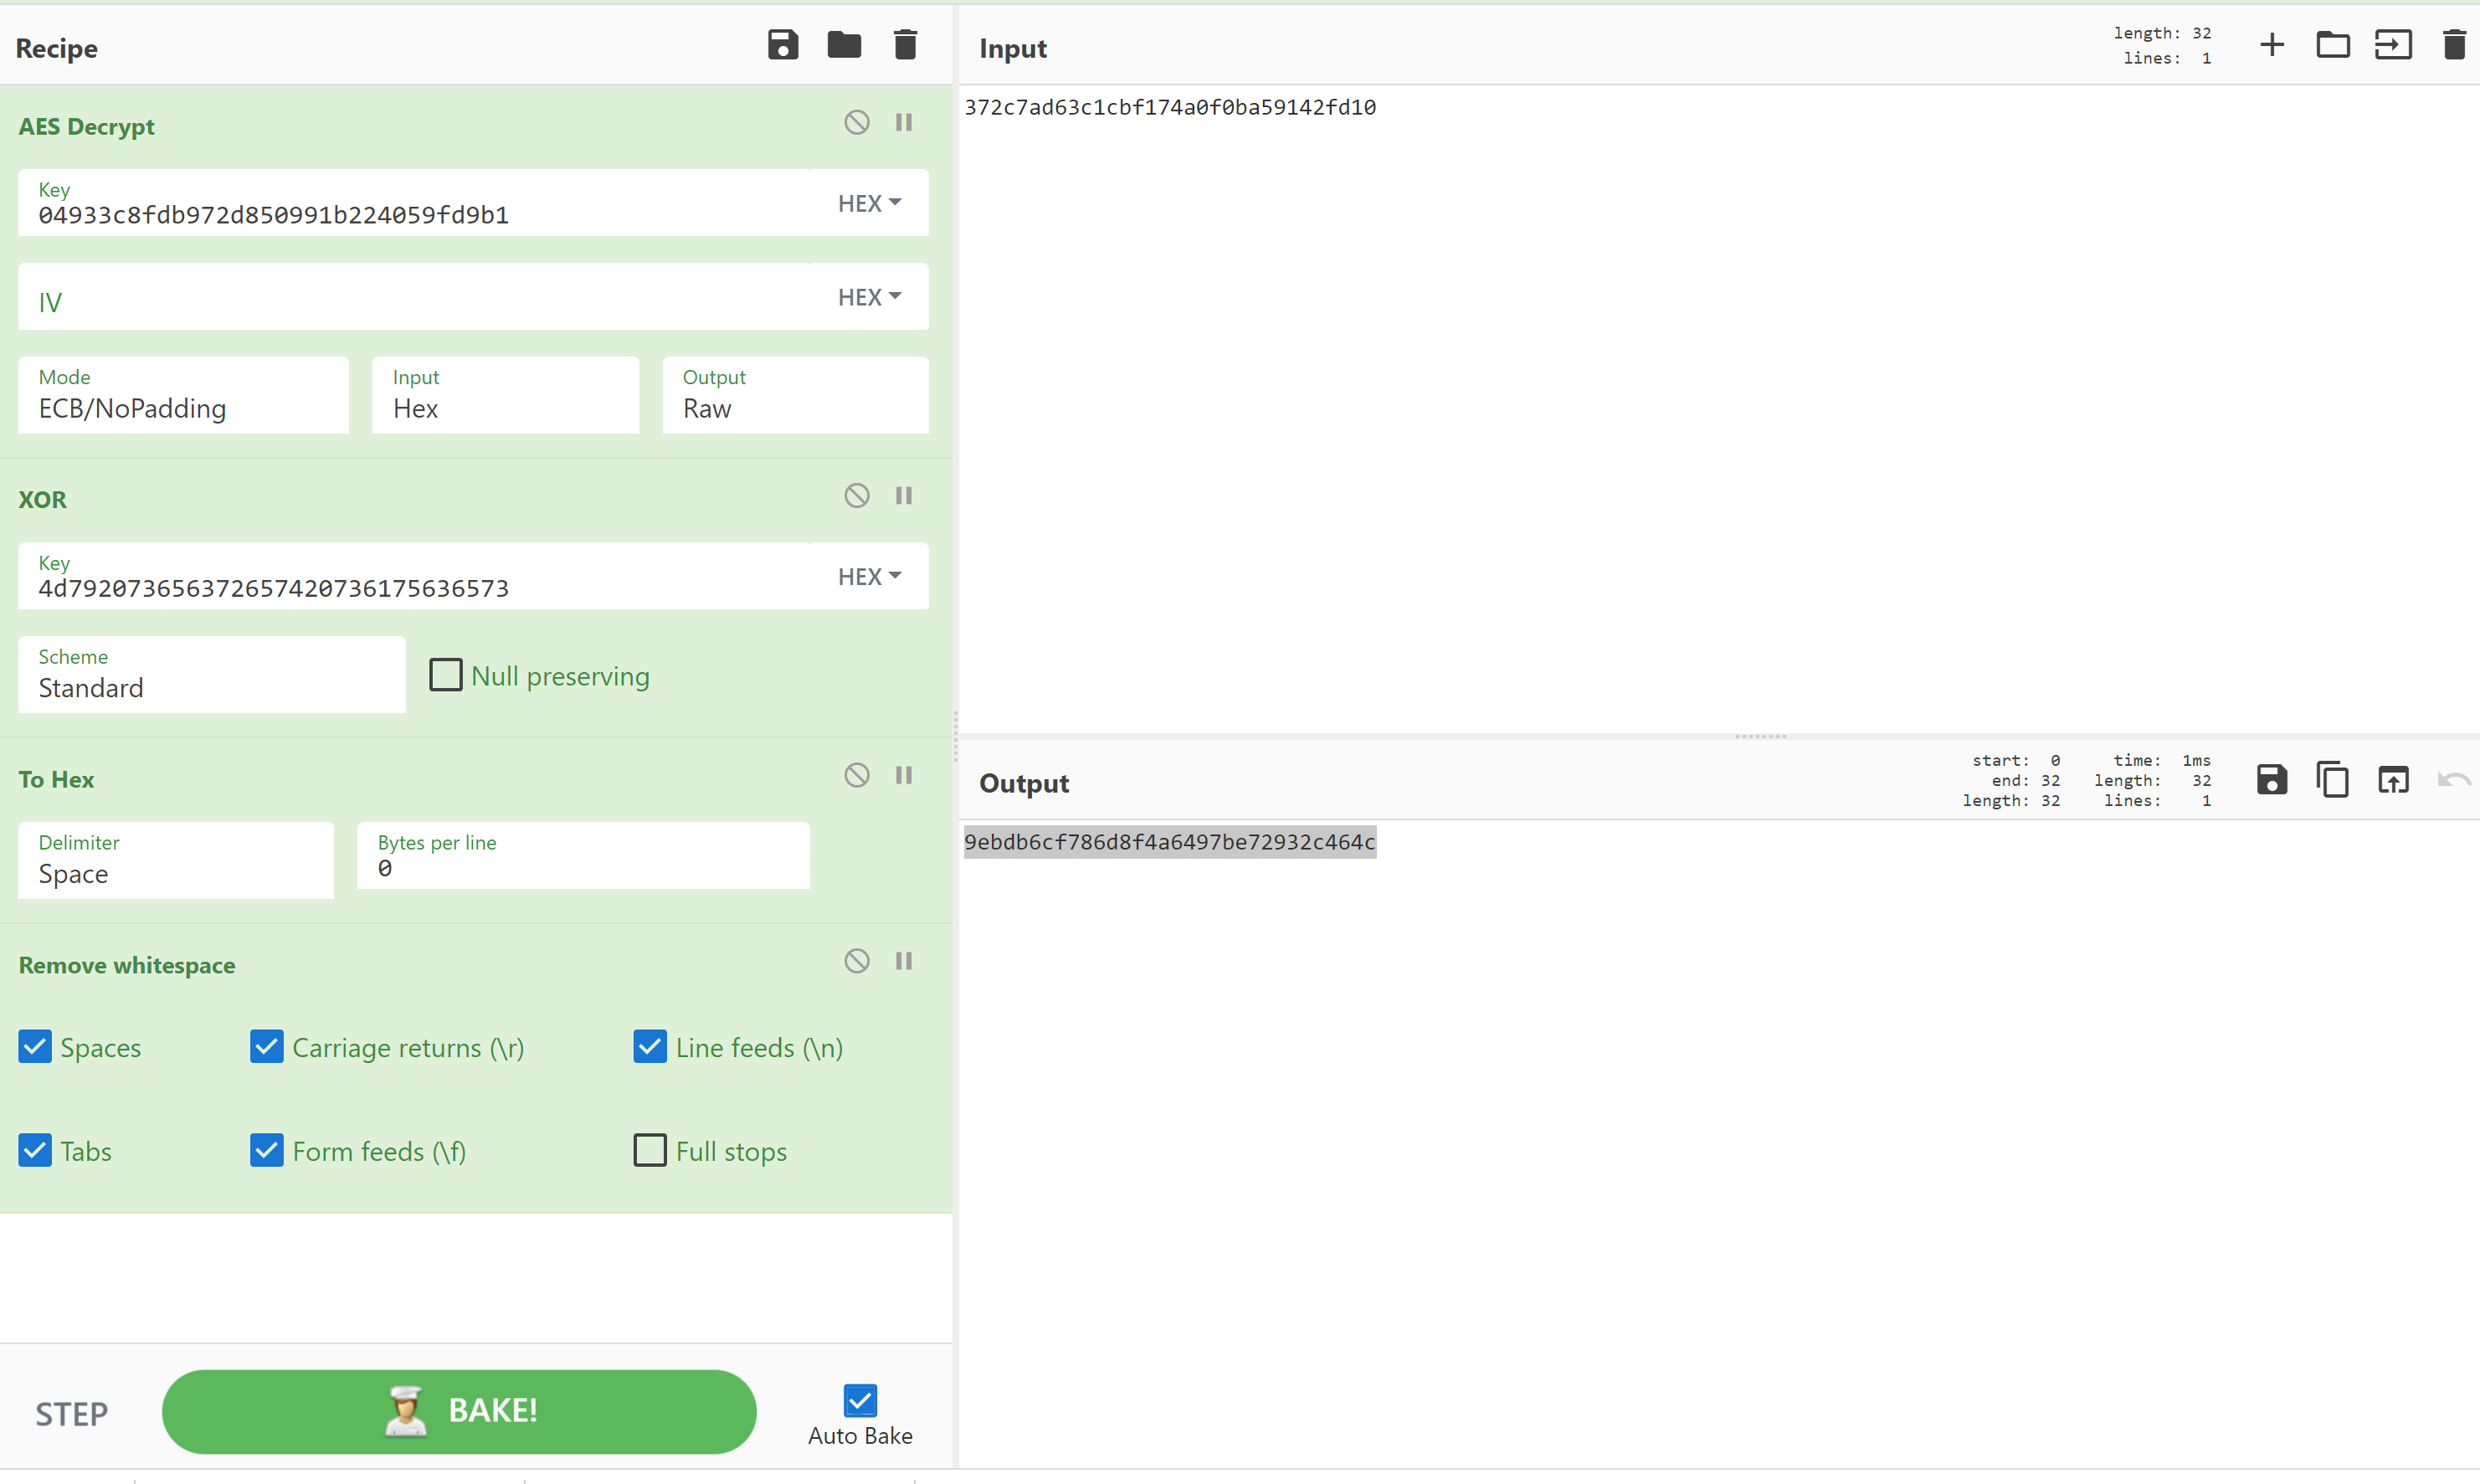 Recipe
AES Decrypt
Key
04933c8fdb972d850991b224059fd9b1
HEX
IV
HEX
Mode
ECB/NoPadding
Input
Hex
Output
Raw
XOR
Key
4d792073656372657420736175636573
HEX
Scheme
Standard
Null preserving
To Hex
Delimiter
Space
Bytes per line
0
Remove whitespace
Spaces
Carriage returns (\r)
Line feeds (\n)
Tabs
Form feeds (\f)
Full stops
STEP
BAKE!
Auto Bake
Input
length: 32
lines: 1
372c7ad63c1cbf174a0f0ba59142fd10
Output
start: 0 time: 1ms
end: 32 length: 32
length: 32 lines: 1
9ebdb6cf786d8f4a6497be72932c464c